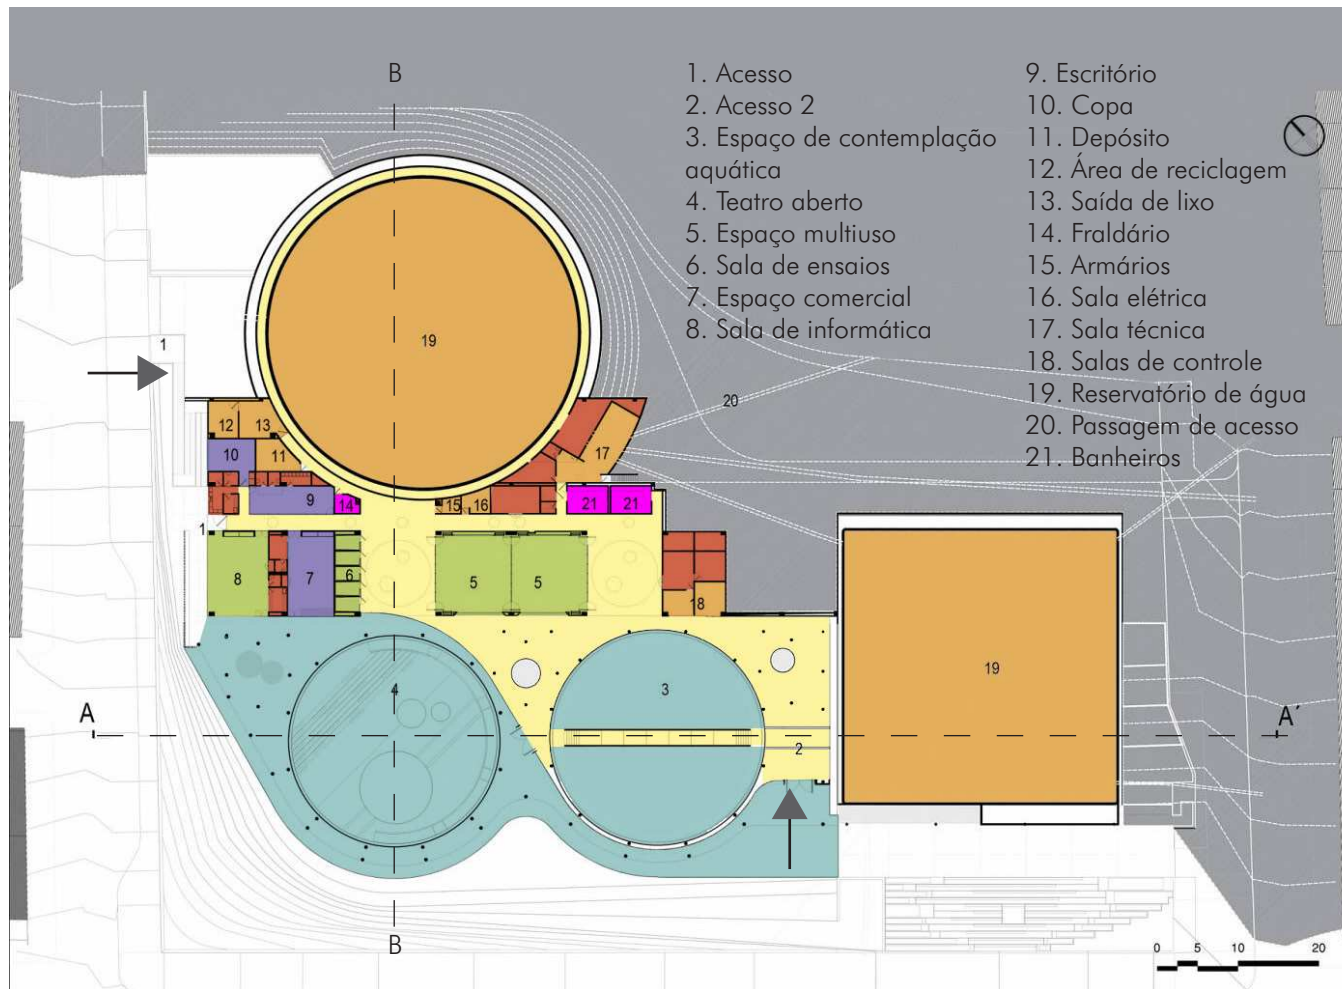 B
1. Acesso
2. Acesso 2
3. Espaço de contemplação
aquática
4. Teatro aberto
5. Espaço multiuso
6. Sala de ensaios
7. Espaço comercial
8. Sala de informática
9. Escritório
10. Copa
11. Depósito
12. Área de reciclagem
13. Saída de lixo
14. Fraldário
15. Armários
16. Sala elétrica
17. Sala técnica
18. Salas de controle
19. Reservatório de água
20. Passagem de acesso
21. Banheiros
19
1
20
12 13
17
10 11
9 14 15 16 21 21
1
8 7 6 5 5
18
4 3 19
A A´
2
B
0 5 10 20